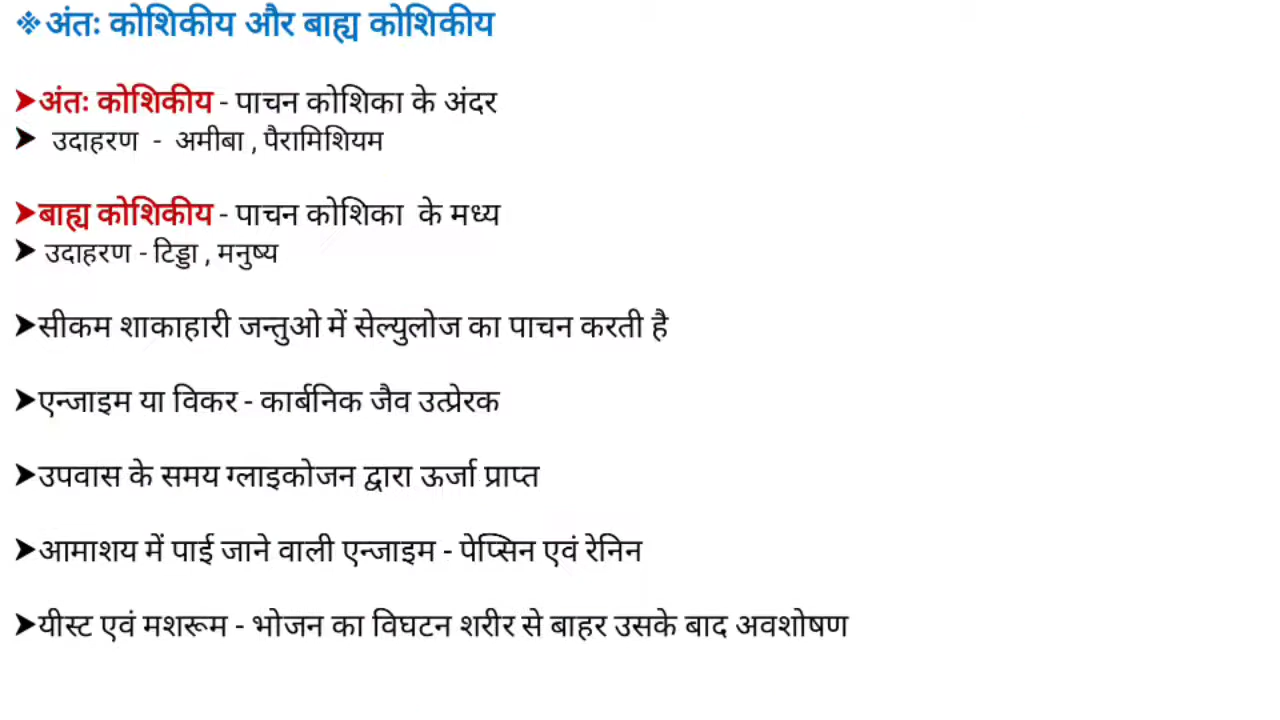 ❖अंतः कोशिकीय और बाह्य कोशिकीय
➤अंतः कोशिकीय - पाचन कोशिका के अंदर
➤ उदाहरण - अमीबा , पैरामिशियम
➤बाह्य कोशिकीय - पाचन कोशिका के मध्य
➤ उदाहरण - टिड्डा , मनुष्य
➤सीकम शाकाहारी जन्तुओ में सेल्युलोज का पाचन करती है
➤एन्जाइम या विकर - कार्बनिक जैव उत्प्रेरक
➤उपवास के समय ग्लाइकोजन द्वारा ऊर्जा प्राप्त
➤आमाशय में पाई जाने वाली एन्जाइम - पेप्सिन एवं रेनिन
➤यीस्ट एवं मशरूम - भोजन का विघटन शरीर से बाहर उसके बाद अवशोषण